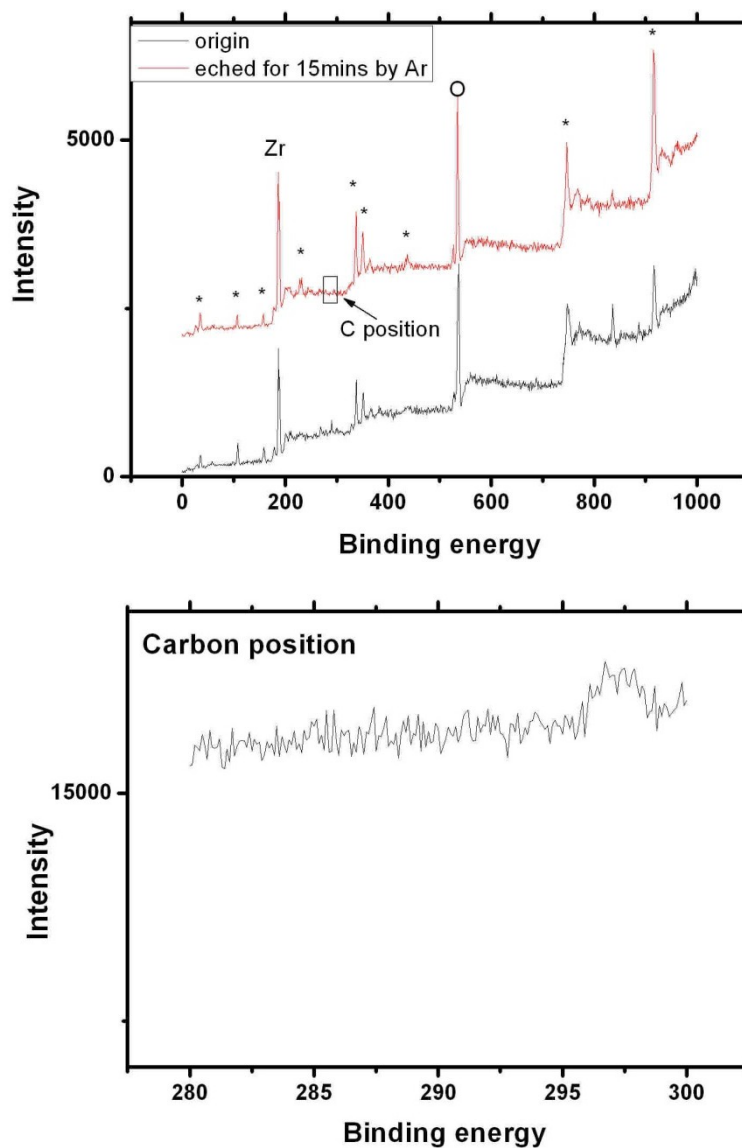 origin
eched for 15mins by Ar
*
O
*
Zr
*
*
*
*
*
*
*
C position
5000
0
Intensity
0 200 400 600 800 1000
Binding energy
Carbon position
15000
Intensity
280 285 290 295 300
Binding energy